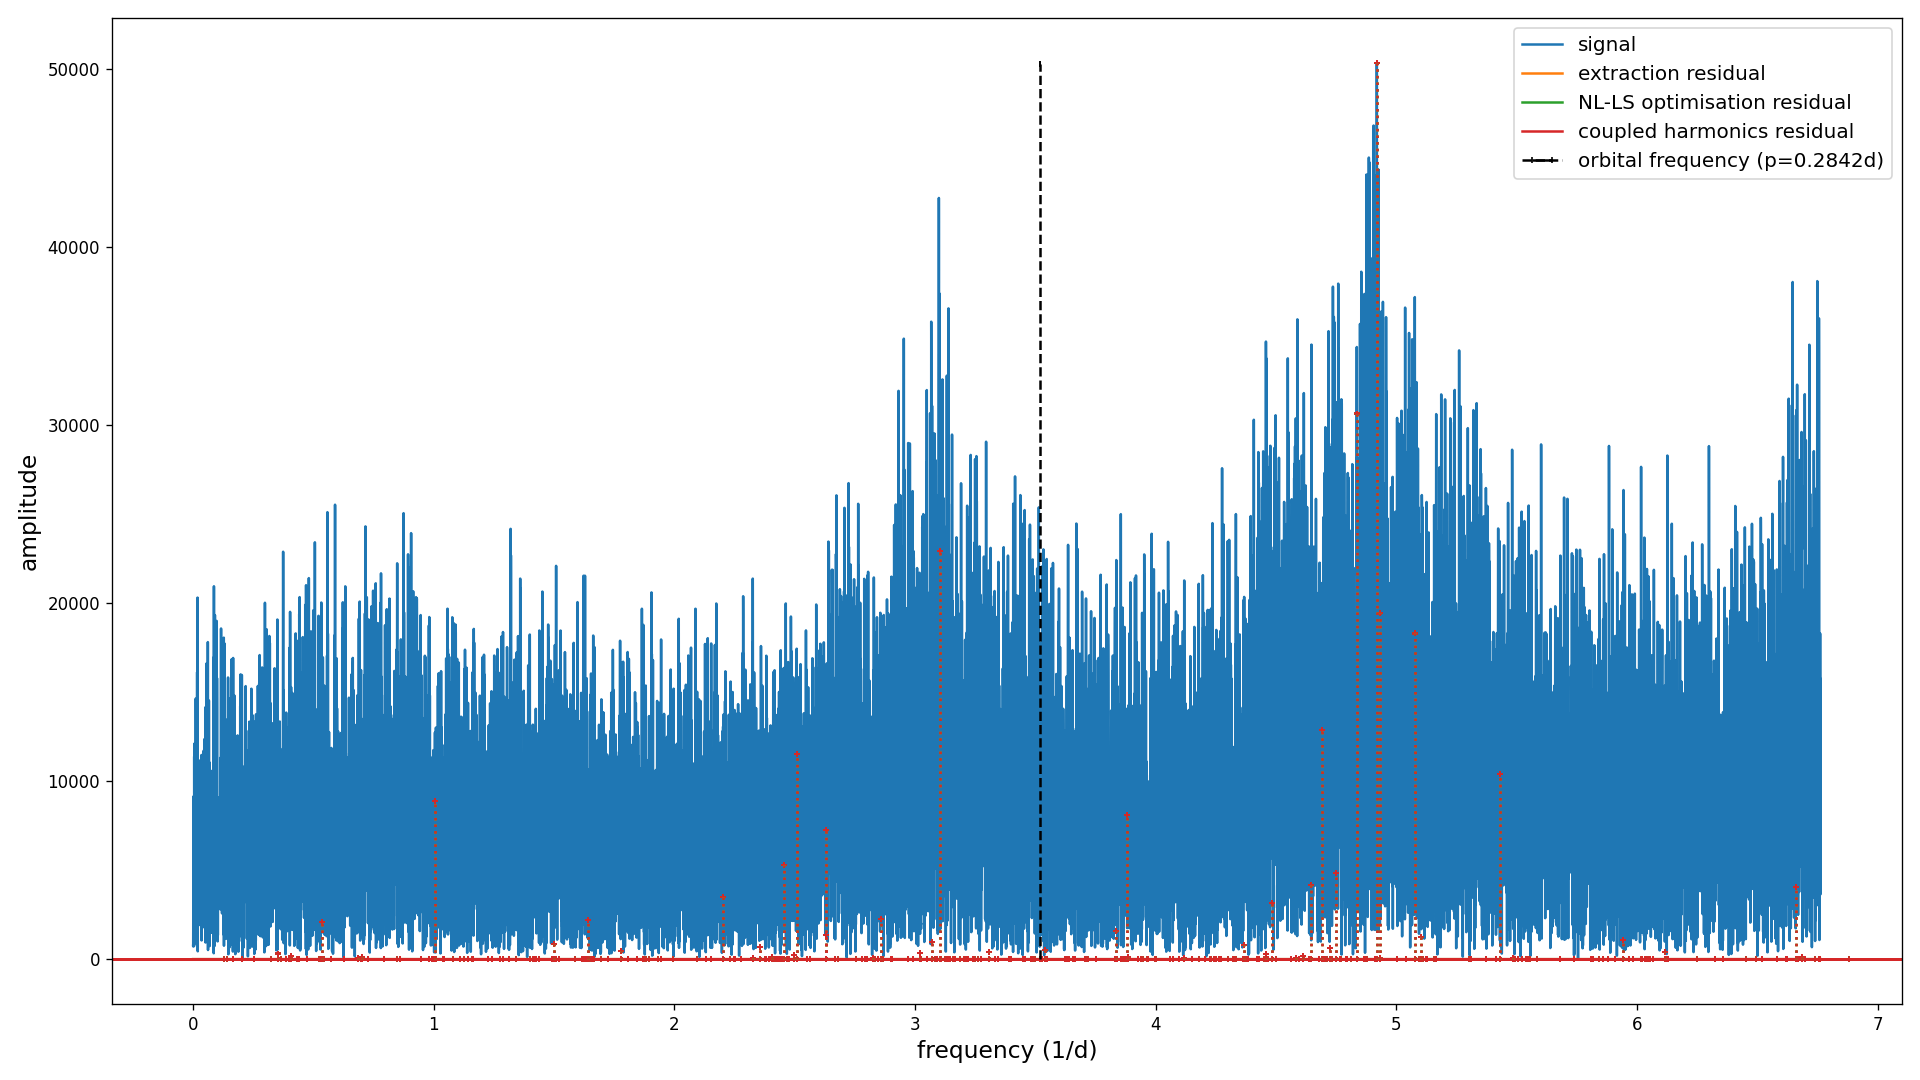 signal
extraction residual
NL-LS optimisation residual
coupled harmonics residual
orbital frequency (p=0.2842d)
50000
40000
30000
20000
10000
0
amplitude
0 1 2 3 4 5 6 7
frequency (1/d)